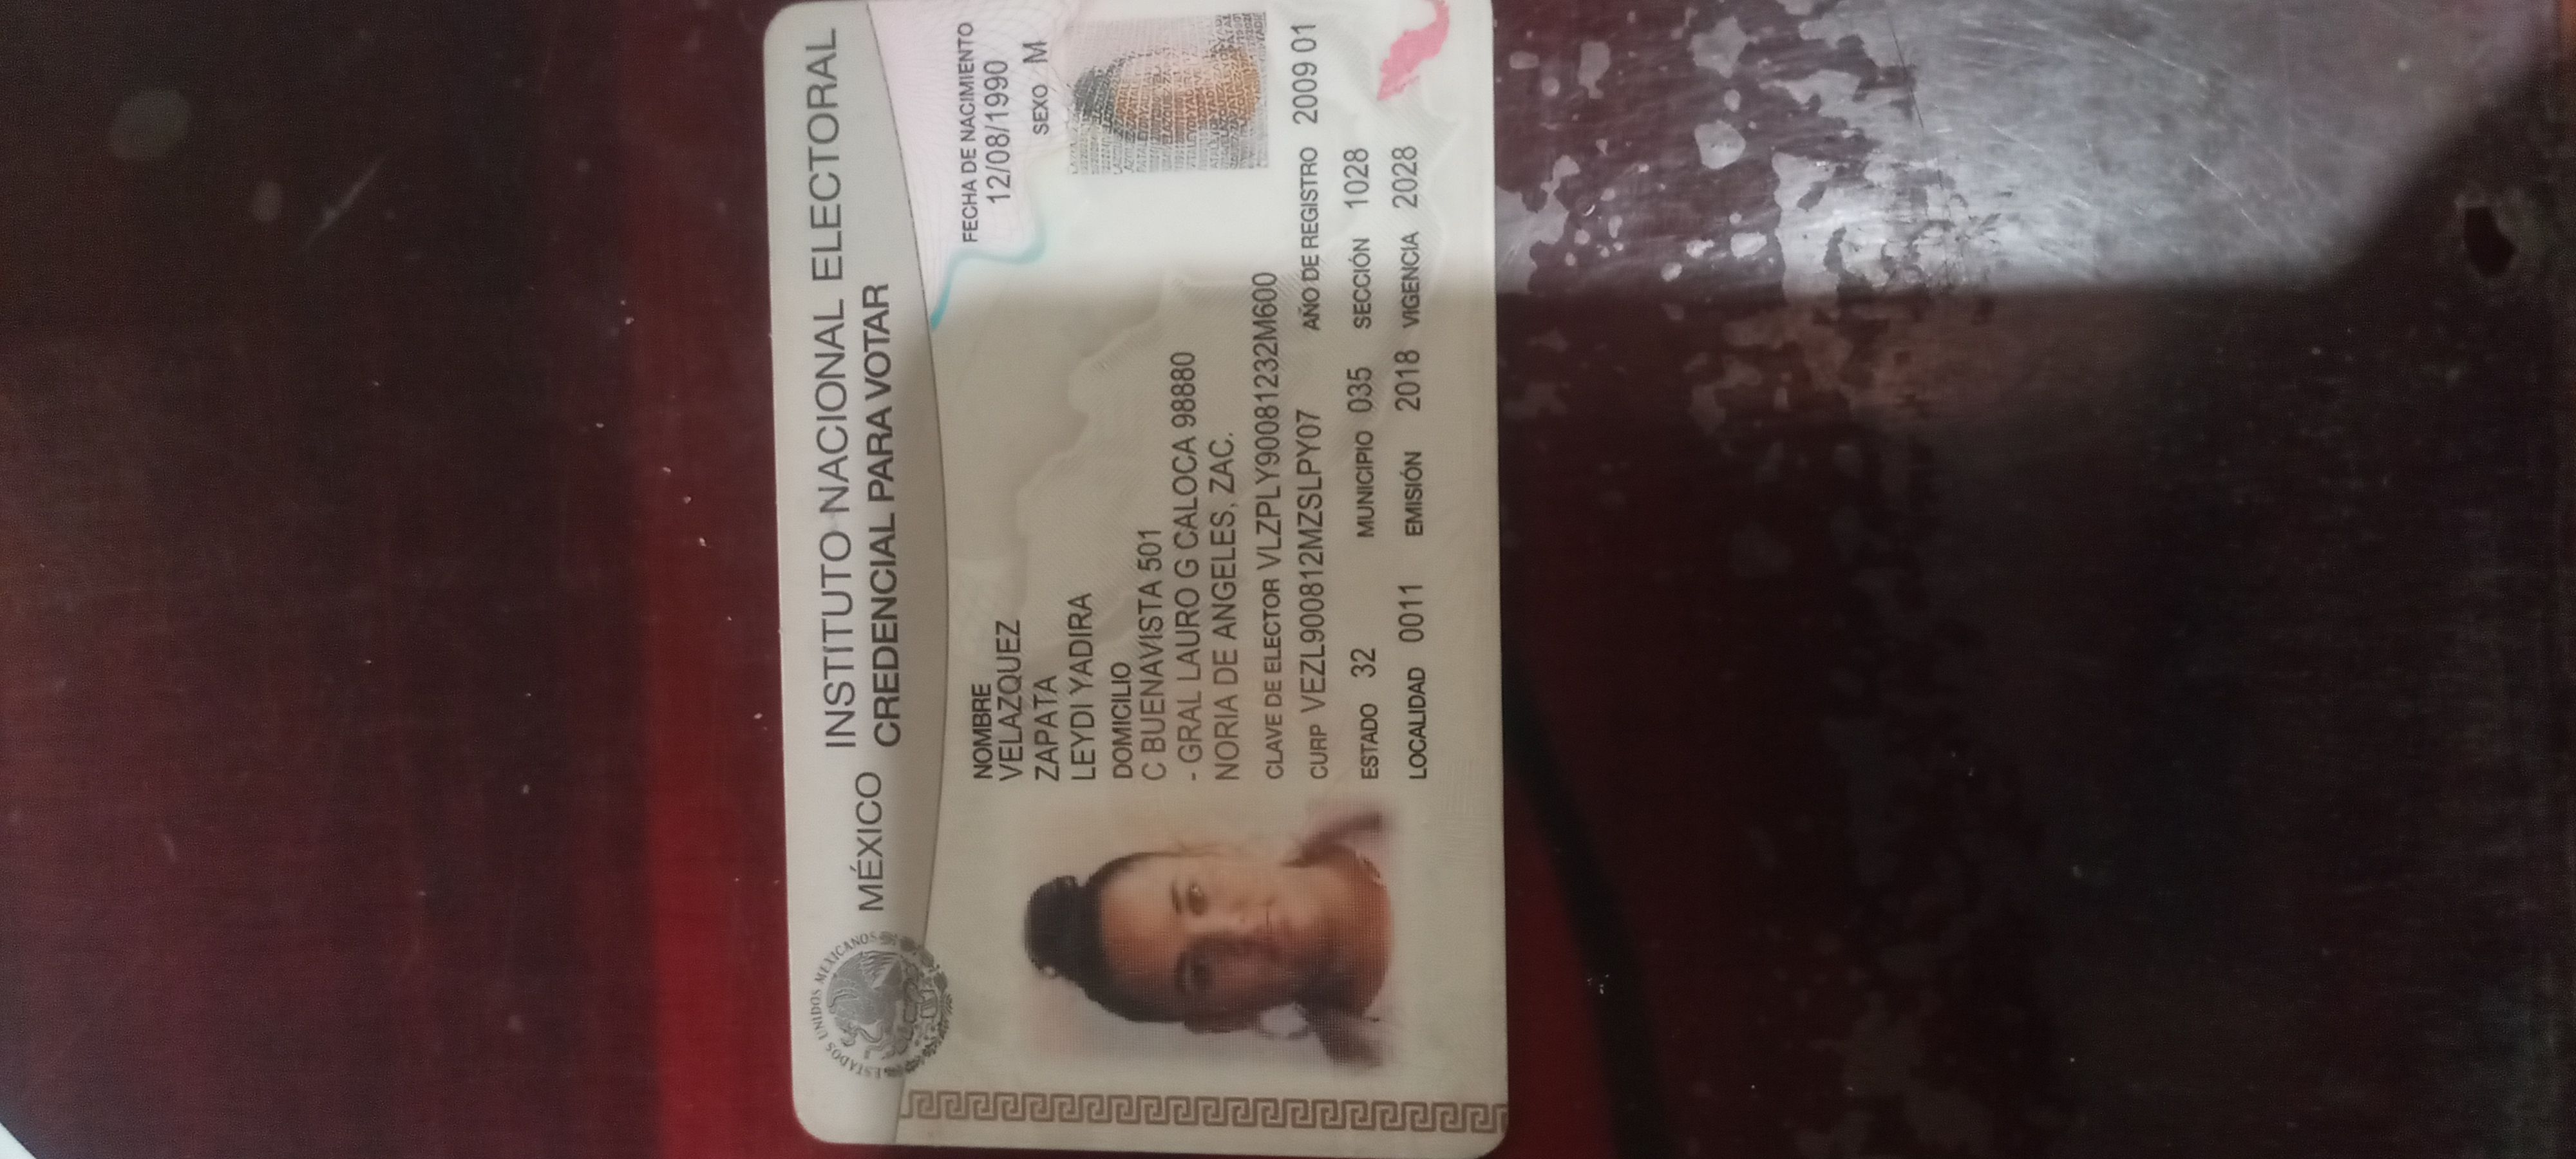 ESTADOS UNIDOS MEXICANOS
MÉXICO
INSTITUTO NACIONAL ELECTORAL
CREDENCIAL PARA VOTAR
NOMBRE
VELAZQUEZ
ZAPATA
LEYDI YADIRA
FECHA DE NACIMIENTO
12/08/1990
SEXO M
DOMICILIO
C BUENAVISTA 501
- GRAL LAURO G CALOCA 98880
NORIA DE ANGELES, ZAC.
CLAVE DE ELECTOR VLZPLY90081232M600
CURP VEZL900812MZSLPY07 AÑO DE REGISTRO 2009 01
ESTADO 32 MUNICIPIO 035 SECCIÓN 1028
LOCALIDAD 0011 EMISIÓN 2018 VIGENCIA 2028